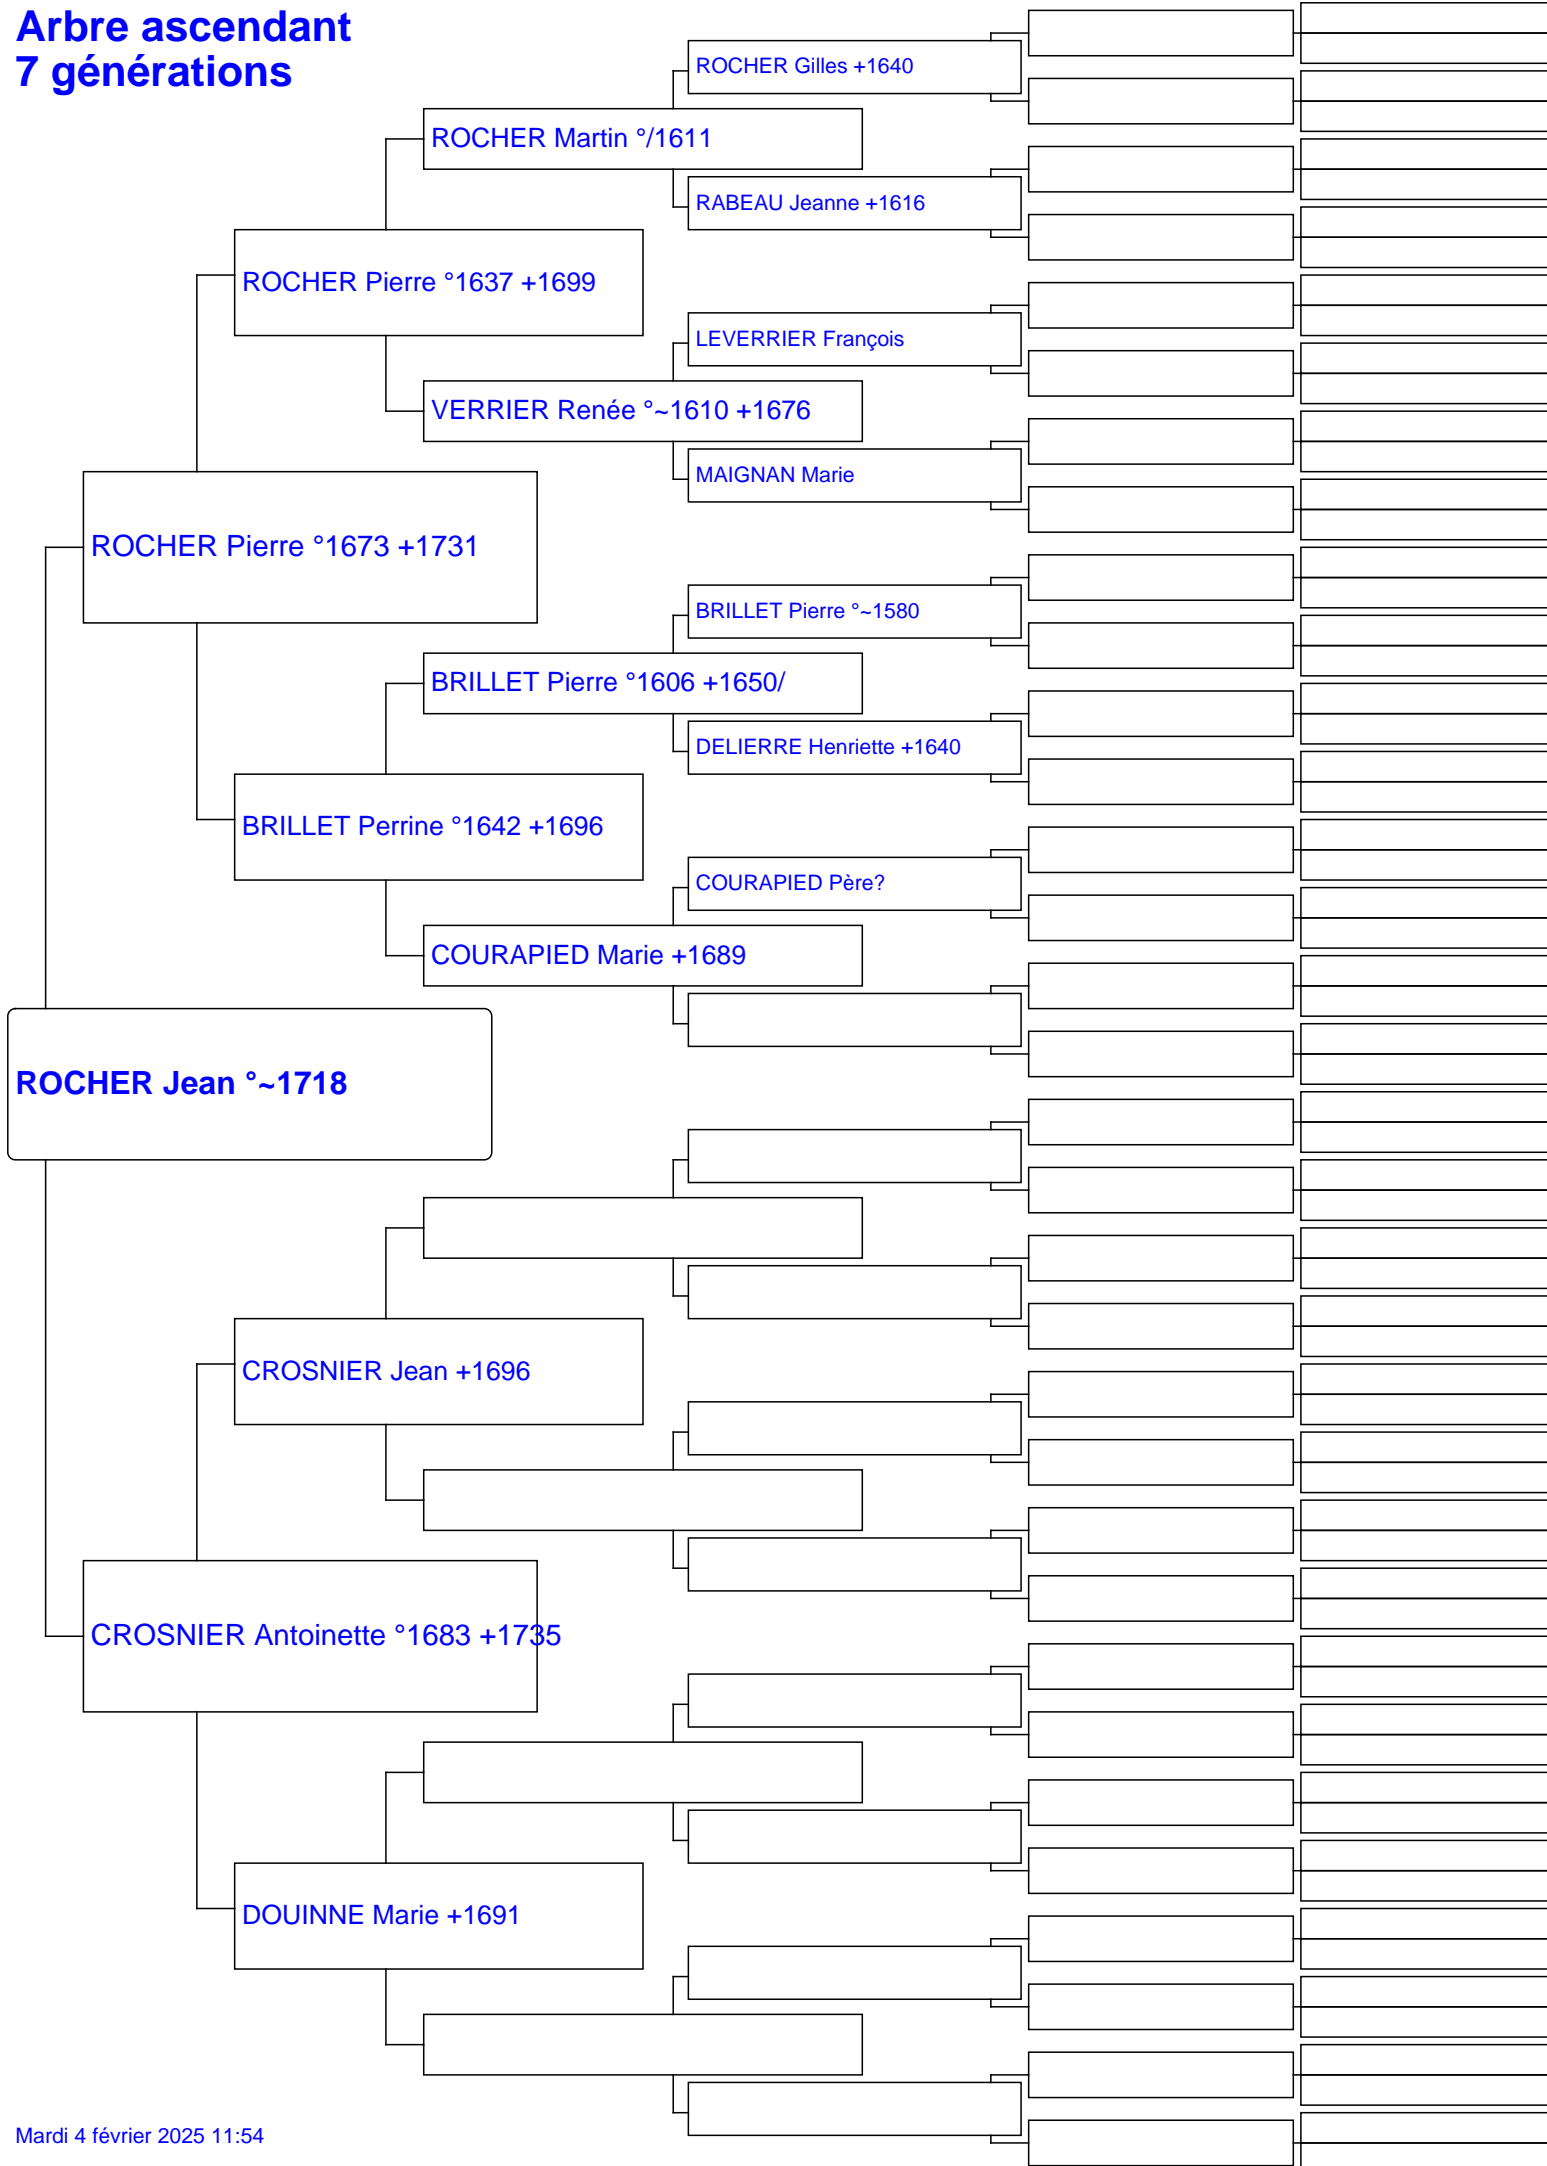 Arbre ascendant
7 générations
ROCHER Gilles +1640
ROCHER Martin °/1611
RABEAU Jeanne +1616
ROCHER Pierre °1637 +1699
LEVERRIER François
VERRIER Renée °~1610 +1676
MAIGNAN Marie
ROCHER Pierre °1673 +1731
BRILLET Pierre °~1580
BRILLET Pierre °1606 +1650/
DELIERRE Henriette +1640
BRILLET Perrine °1642 +1696
COURAPIED Père?
COURAPIED Marie +1689
ROCHER Jean °~1718
CROSNIER Jean +1696
CROSNIER Antoinette °1683 +1735
DOUINNE Marie +1691
Mardi 4 février 2025 11:54